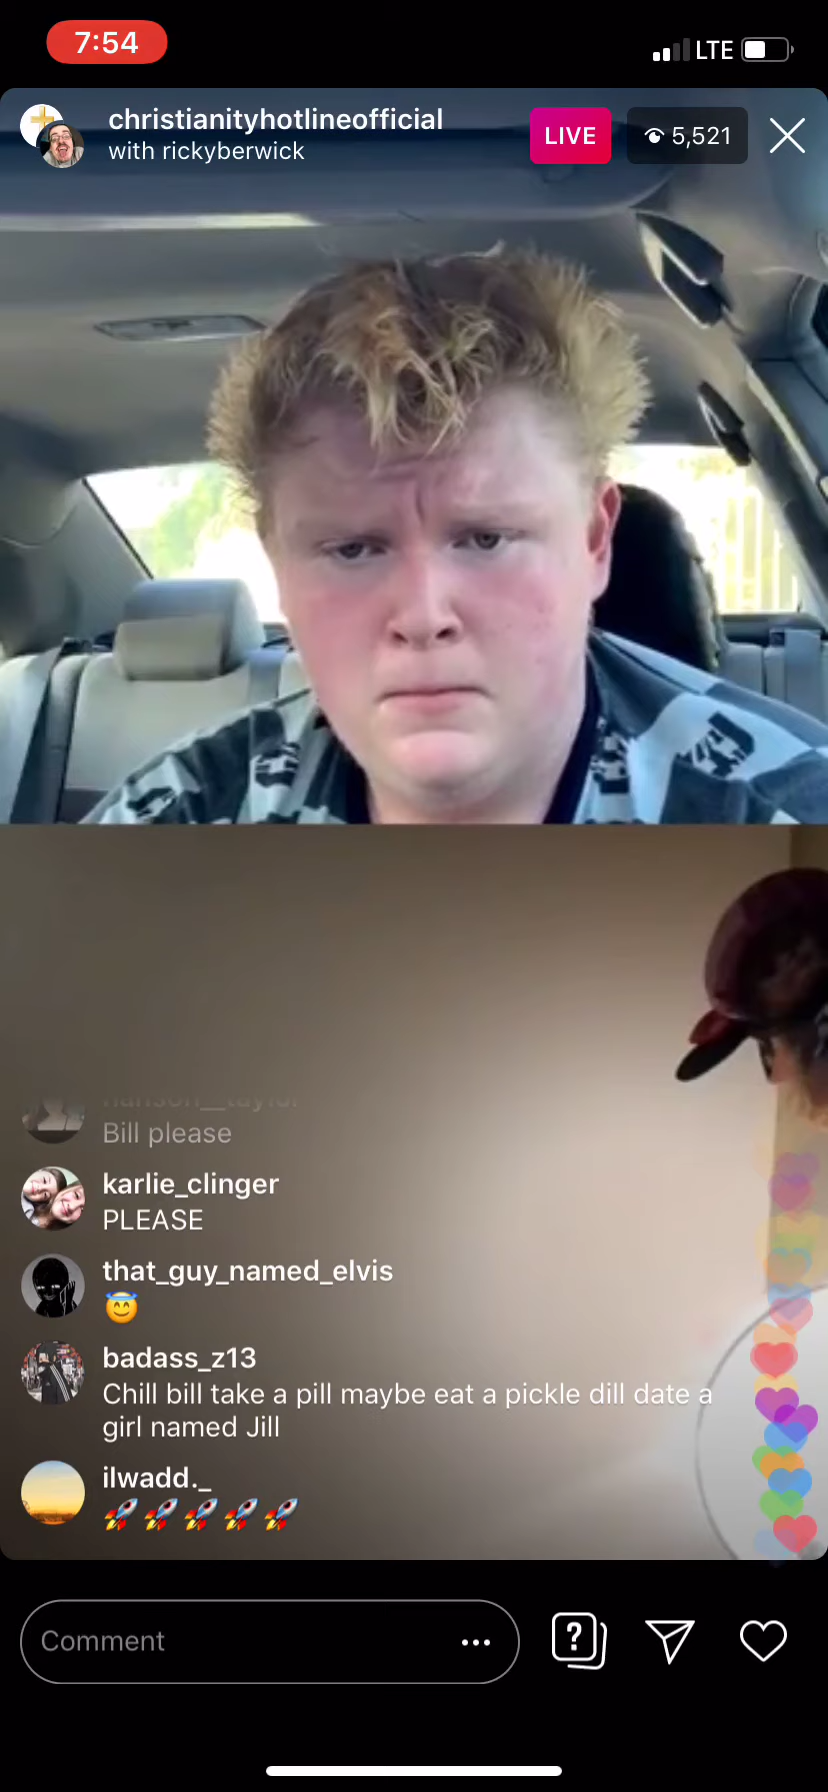 7:54
LTE
christianityhotlineofficial
with rickyberwick
LIVE
5,521
Bill please
karlie_clinger
PLEASE
that_guy_named_elvis
😇
badass_z13
Chill bill take a pill maybe eat a pickle dill date a
girl named Jill
ilwadd._
🚀🚀🚀🚀🚀
Comment